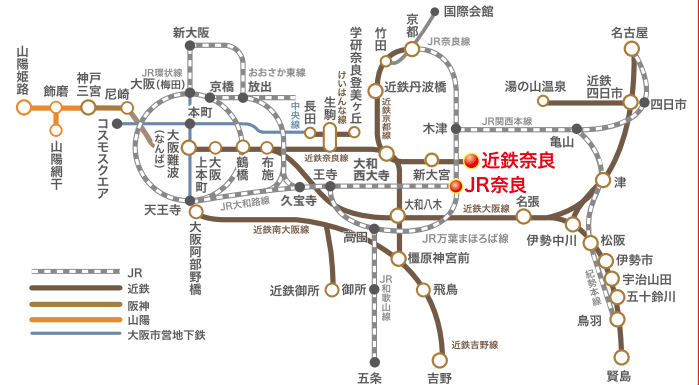 国際会館
京都
竹田
JR奈良線
新大阪
名古屋
学研奈良登美ヶ丘
けいはんな線
山陽姫路
飾磨
神戸三宮
尼崎
JR環状線
大阪(梅田)
おおさか東線
京橋
放出
中央線
生駒
長田
近鉄丹波橋
近鉄京都線
湯の山温泉
近鉄四日市
四日市
本町
コスモスクエア
山陽網干
大阪難波
(なんば)
上本町
大阪
鶴橋
布施
近鉄奈良線
木津
JR関西本線
亀山
大和西大寺
新大宮
近鉄奈良
JR奈良
津
天王寺
JR大和路線
久宝寺
王寺
大和八木
近鉄大阪線
名張
大阪阿部野橋
近鉄南大阪線
高田
JR万葉まほろば線
伊勢中川
松阪
橿原神宮前
伊勢市
宇治山田
五十鈴川
紀勢本線
鳥羽
賢島
近鉄御所
御所
JR和歌山線
飛鳥
近鉄吉野線
五条
吉野
JR
近鉄
阪神
山陽
大阪市営地下鉄